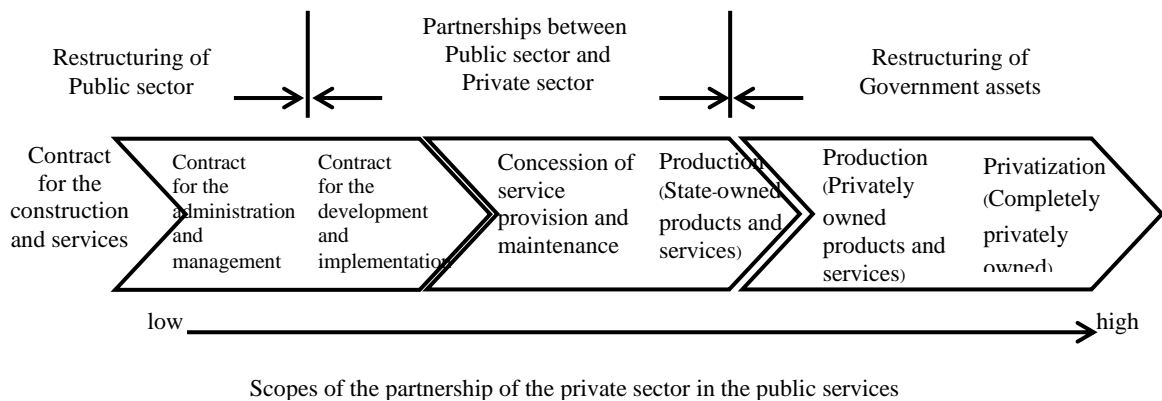 Restructuring of
Public sector
Partnerships between
Public sector and
Private sector
Restructuring of
Government assets
Contract
for the
construction
and services
Contract
for the
administration
and
management
Contract
for the
development
and
implementation
Concession of
service
provision and
maintenance
Production
(State-owned
products and
services)
Production
(Privately
owned
products and
services)
Privatization
(Completely
privately
owned)
low
high
Scopes of the partnership of the private sector in the public services